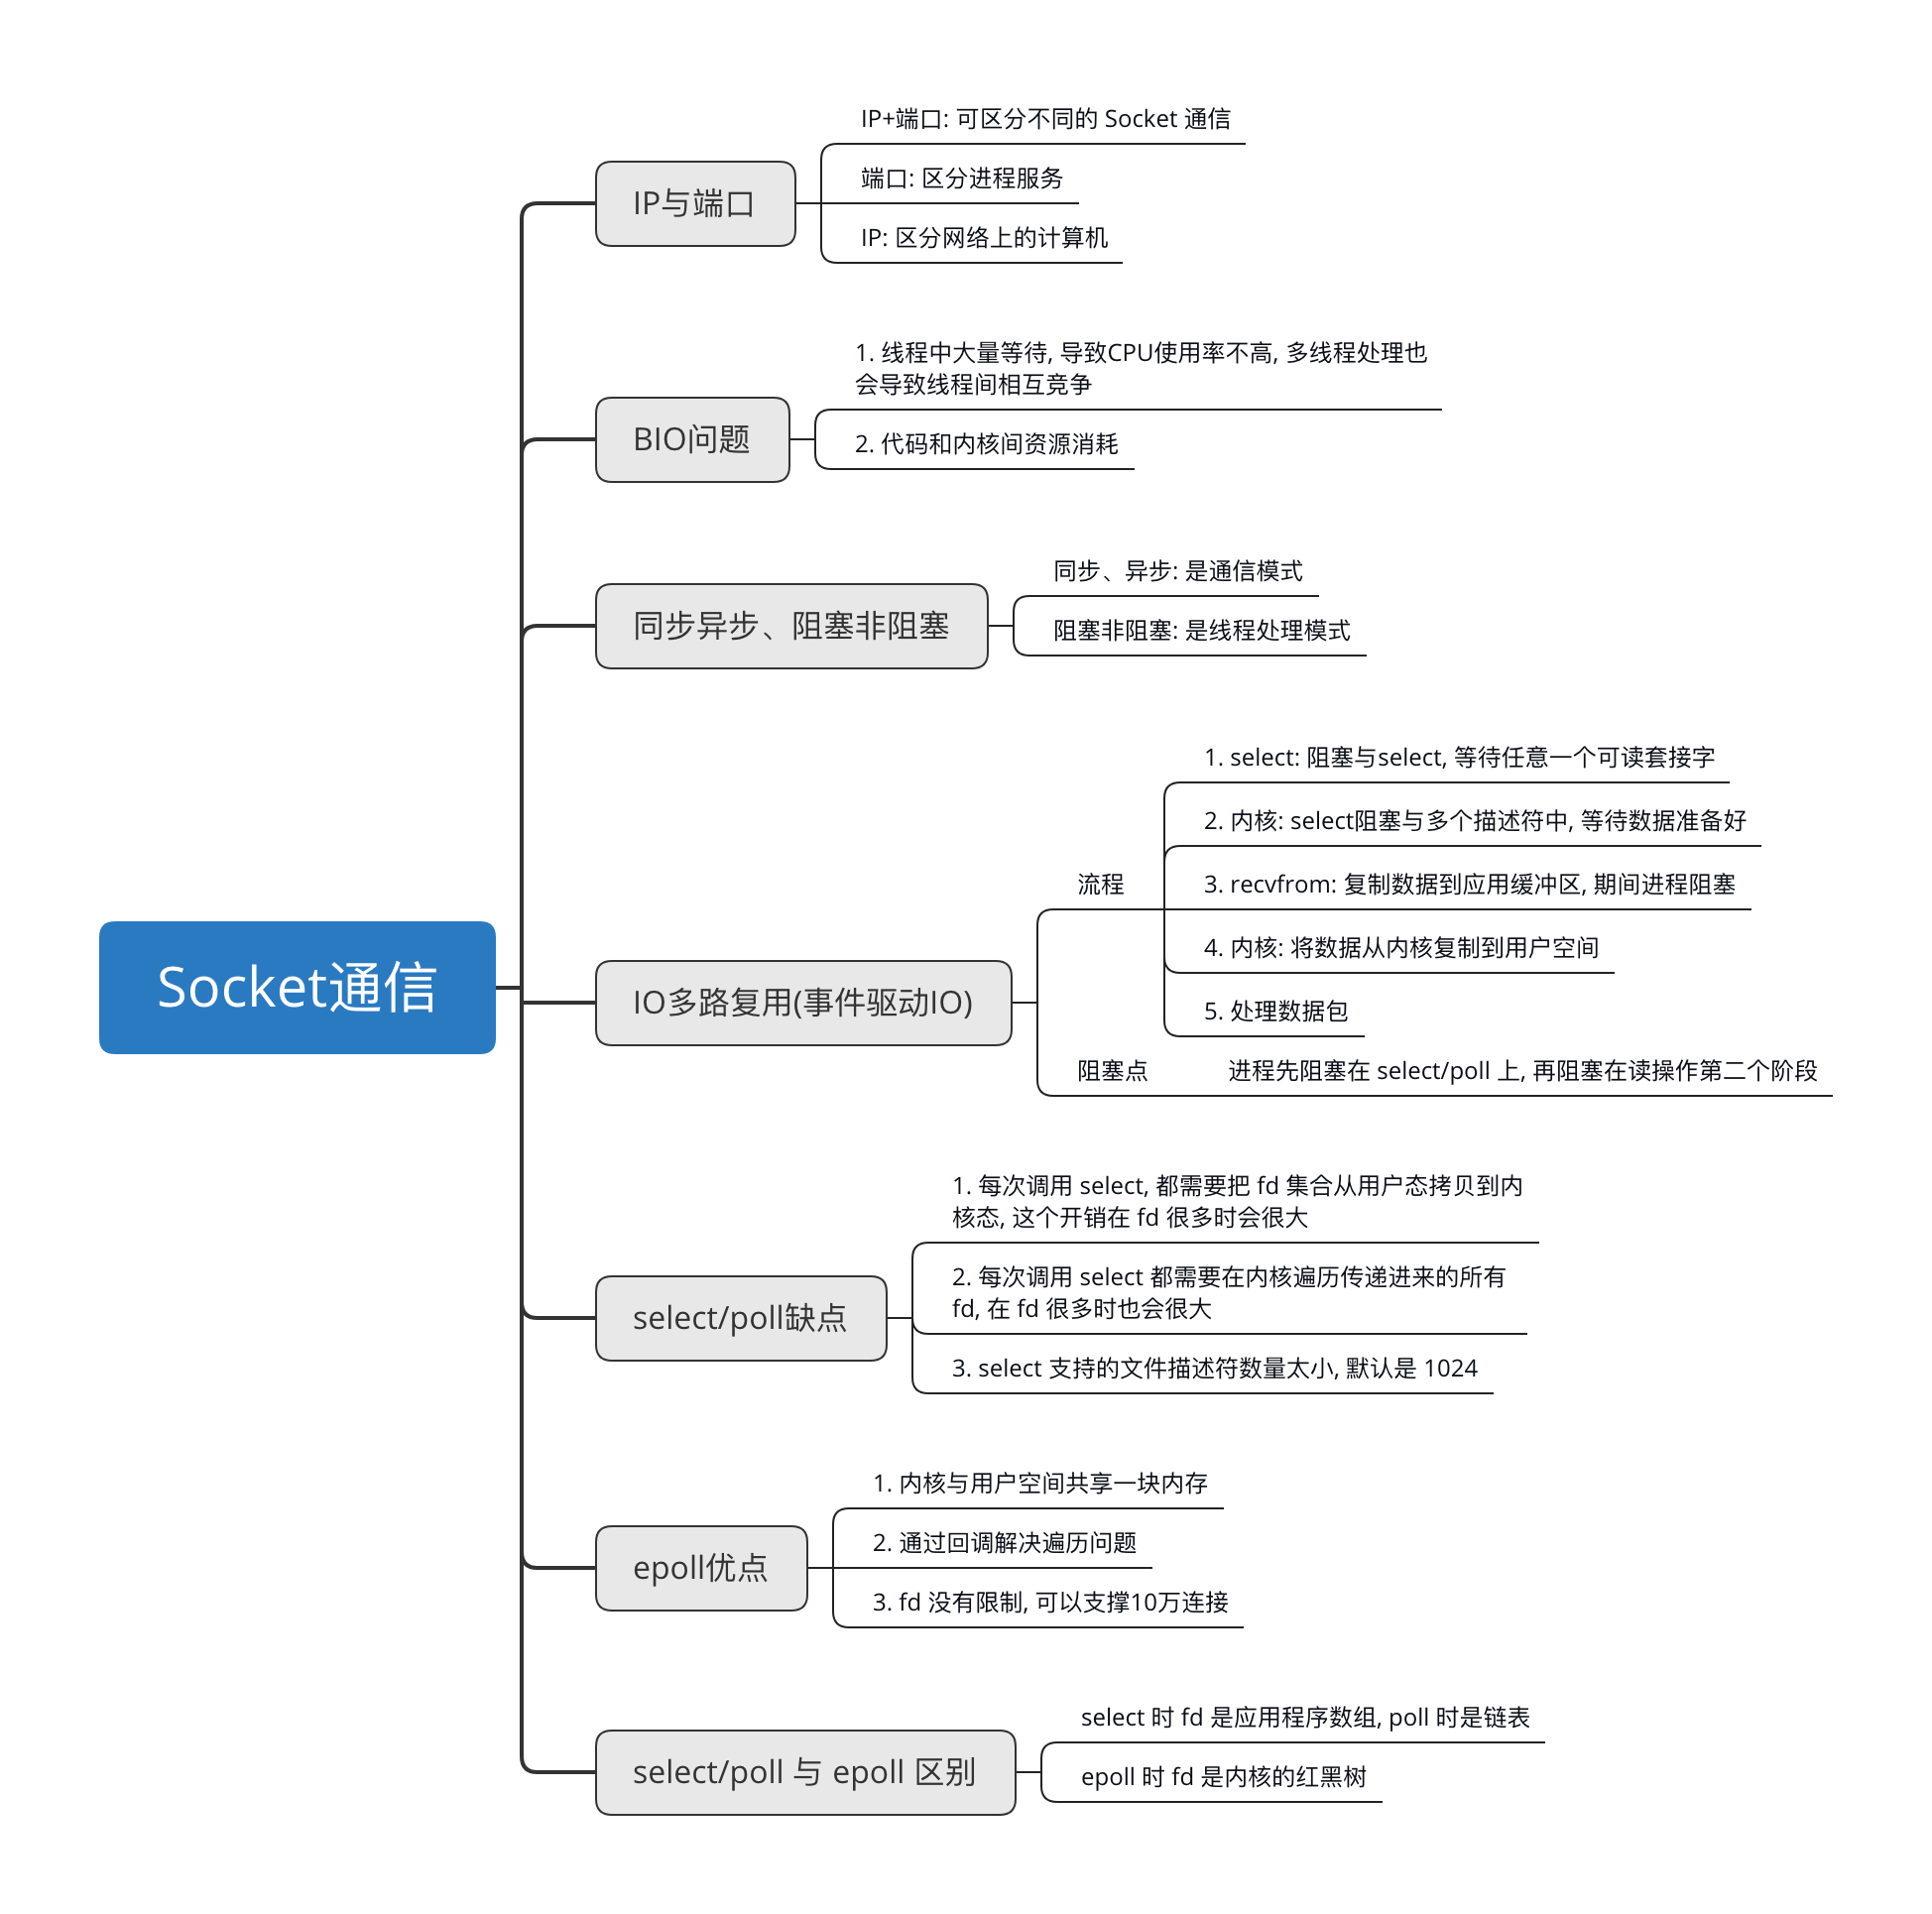 Socket通信
IP与端口
IP+端口: 可区分不同的 Socket 通信
端口: 区分进程服务
IP: 区分网络上的计算机
BIO问题
1. 线程中大量等待, 导致CPU使用率不高, 多线程处理也
会导致线程间相互竞争
2. 代码和内核间资源消耗
同步异步、阻塞非阻塞
同步、异步: 是通信模式
阻塞非阻塞: 是线程处理模式
IO多路复用(事件驱动IO)
流程
1. select: 阻塞与select, 等待任意一个可读套接字
2. 内核: select阻塞与多个描述符中, 等待数据准备好
3. recvfrom: 复制数据到应用缓冲区, 期间进程阻塞
4. 内核: 将数据从内核复制到用户空间
5. 处理数据包
阻塞点
进程先阻塞在 select/poll 上, 再阻塞在读操作第二个阶段
select/poll缺点
1. 每次调用 select, 都需要把 fd 集合从用户态拷贝到内
核态, 这个开销在 fd 很多时会很大
2. 每次调用 select 都需要在内核遍历传递进来的所有
fd, 在 fd 很多时也会很大
3. select 支持的文件描述符数量太小, 默认是 1024
epoll优点
1. 内核与用户空间共享一块内存
2. 通过回调解决遍历问题
3. fd 没有限制, 可以支撑10万连接
select/poll 与 epoll 区别
select 时 fd 是应用程序数组, poll 时是链表
epoll 时 fd 是内核的红黑树